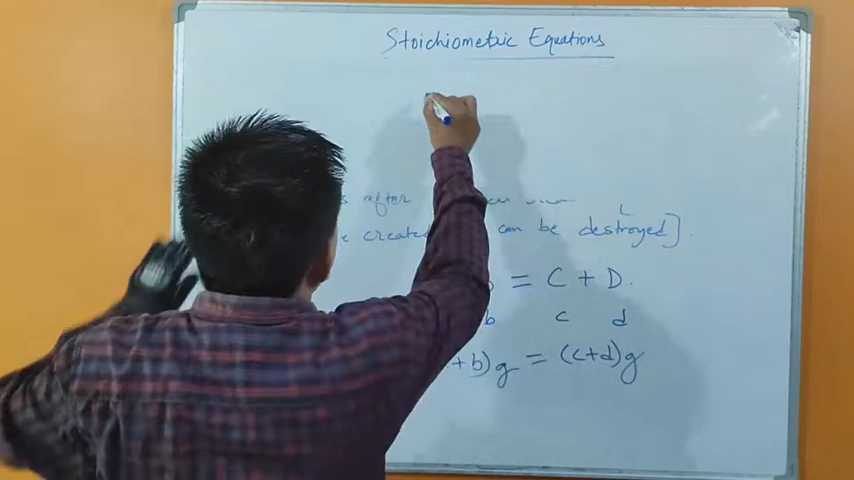 Stoichiometric Equations
after
created can be destroyed]
= C + D.
b c d
+ b)g = (c+d)g